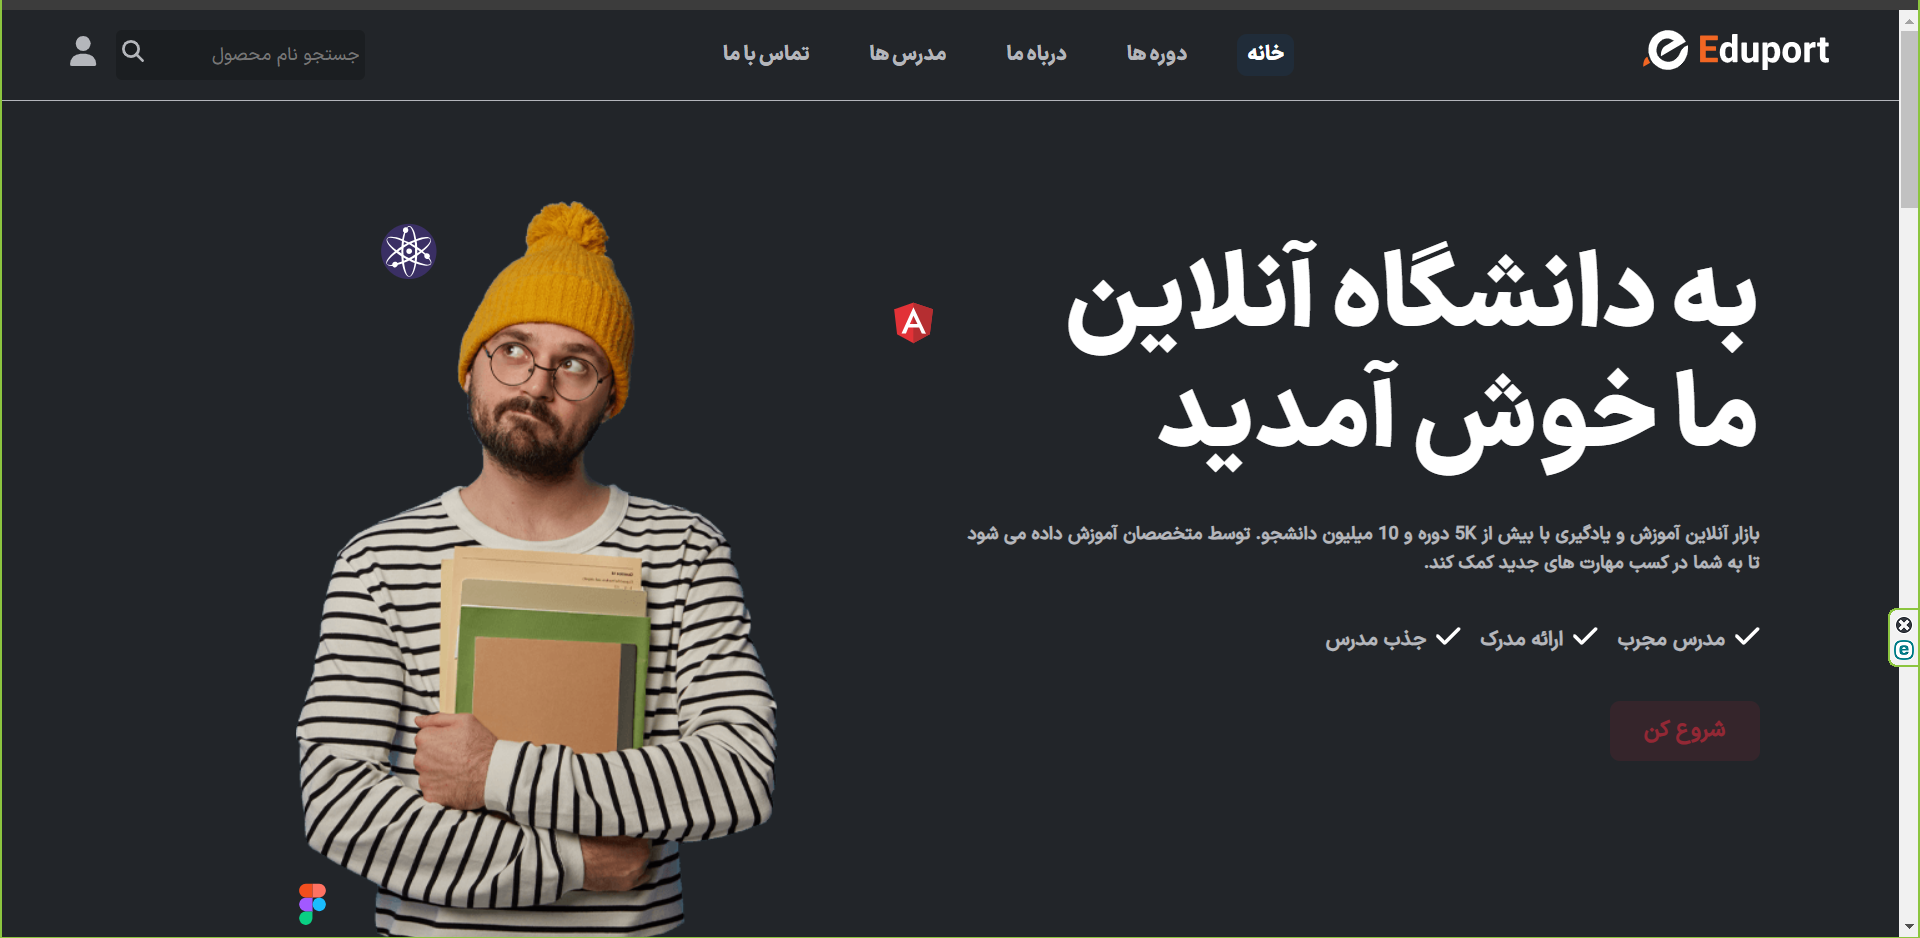 Eduport
خانه
دوره ها
درباه ما
مدرس ها
تماس با ما
جستجو نام محصول
به دانشگاه آنلاین
ما خوش آمدید
بازار آنلاین آموزش و یادگیری با بیش از 5K دوره و 10 میلیون دانشجو. توسط متخصصان آموزش داده می شود
تا به شما در کسب مهارت های جدید کمک کند.
مدرس مجرب
ارائه مدرک
جذب مدرس
شروع کن